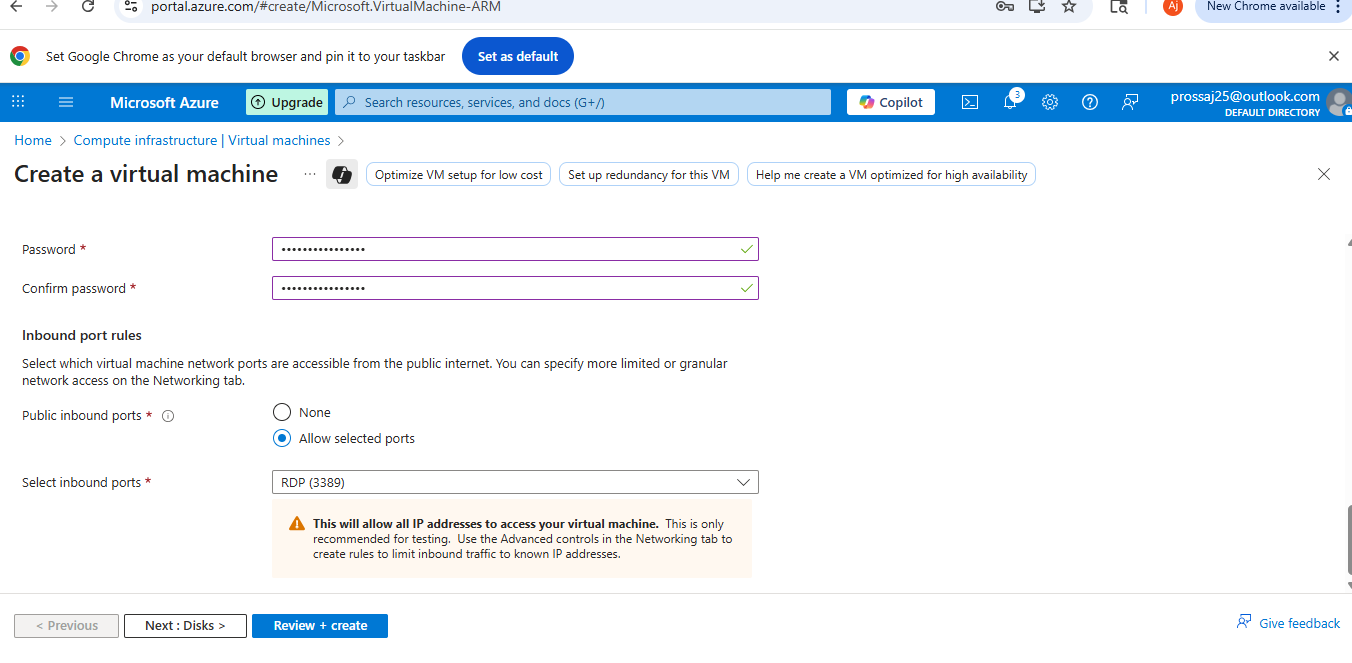 portal.azure.com/#create/Microsoft.VirtualMachine-ARM
Aj
New Chrome available
Set Google Chrome as your default browser and pin it to your taskbar
Set as default
Microsoft Azure
Upgrade
Search resources, services, and docs (G+/)
Copilot
3
prossaj25@outlook.com
DEFAULT DIRECTORY
Home > Compute infrastructure | Virtual machines >
Create a virtual machine
...
Optimize VM setup for low cost
Set up redundancy for this VM
Help me create a VM optimized for high availability
Password *
••••••••••••••••
Confirm password *
••••••••••••••••
Inbound port rules
Select which virtual machine network ports are accessible from the public internet. You can specify more limited or granular
network access on the Networking tab.
Public inbound ports *
None
Allow selected ports
Select inbound ports *
RDP (3389)
This will allow all IP addresses to access your virtual machine. This is only
recommended for testing. Use the Advanced controls in the Networking tab to
create rules to limit inbound traffic to known IP addresses.
< Previous
Next : Disks >
Review + create
Give feedback